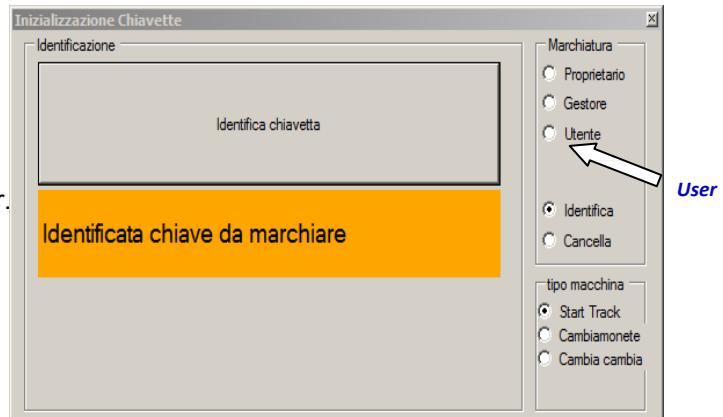 Inizializzazione Chiavette
Identificazione
Identifica chiavetta
r.
Identificata chiave da marchiare
Marchiatura
Proprietario
Gestore
Utente
User
Identifica
Cancella
tipo macchina
Start Track
Cambiamonete
Cambia cambia